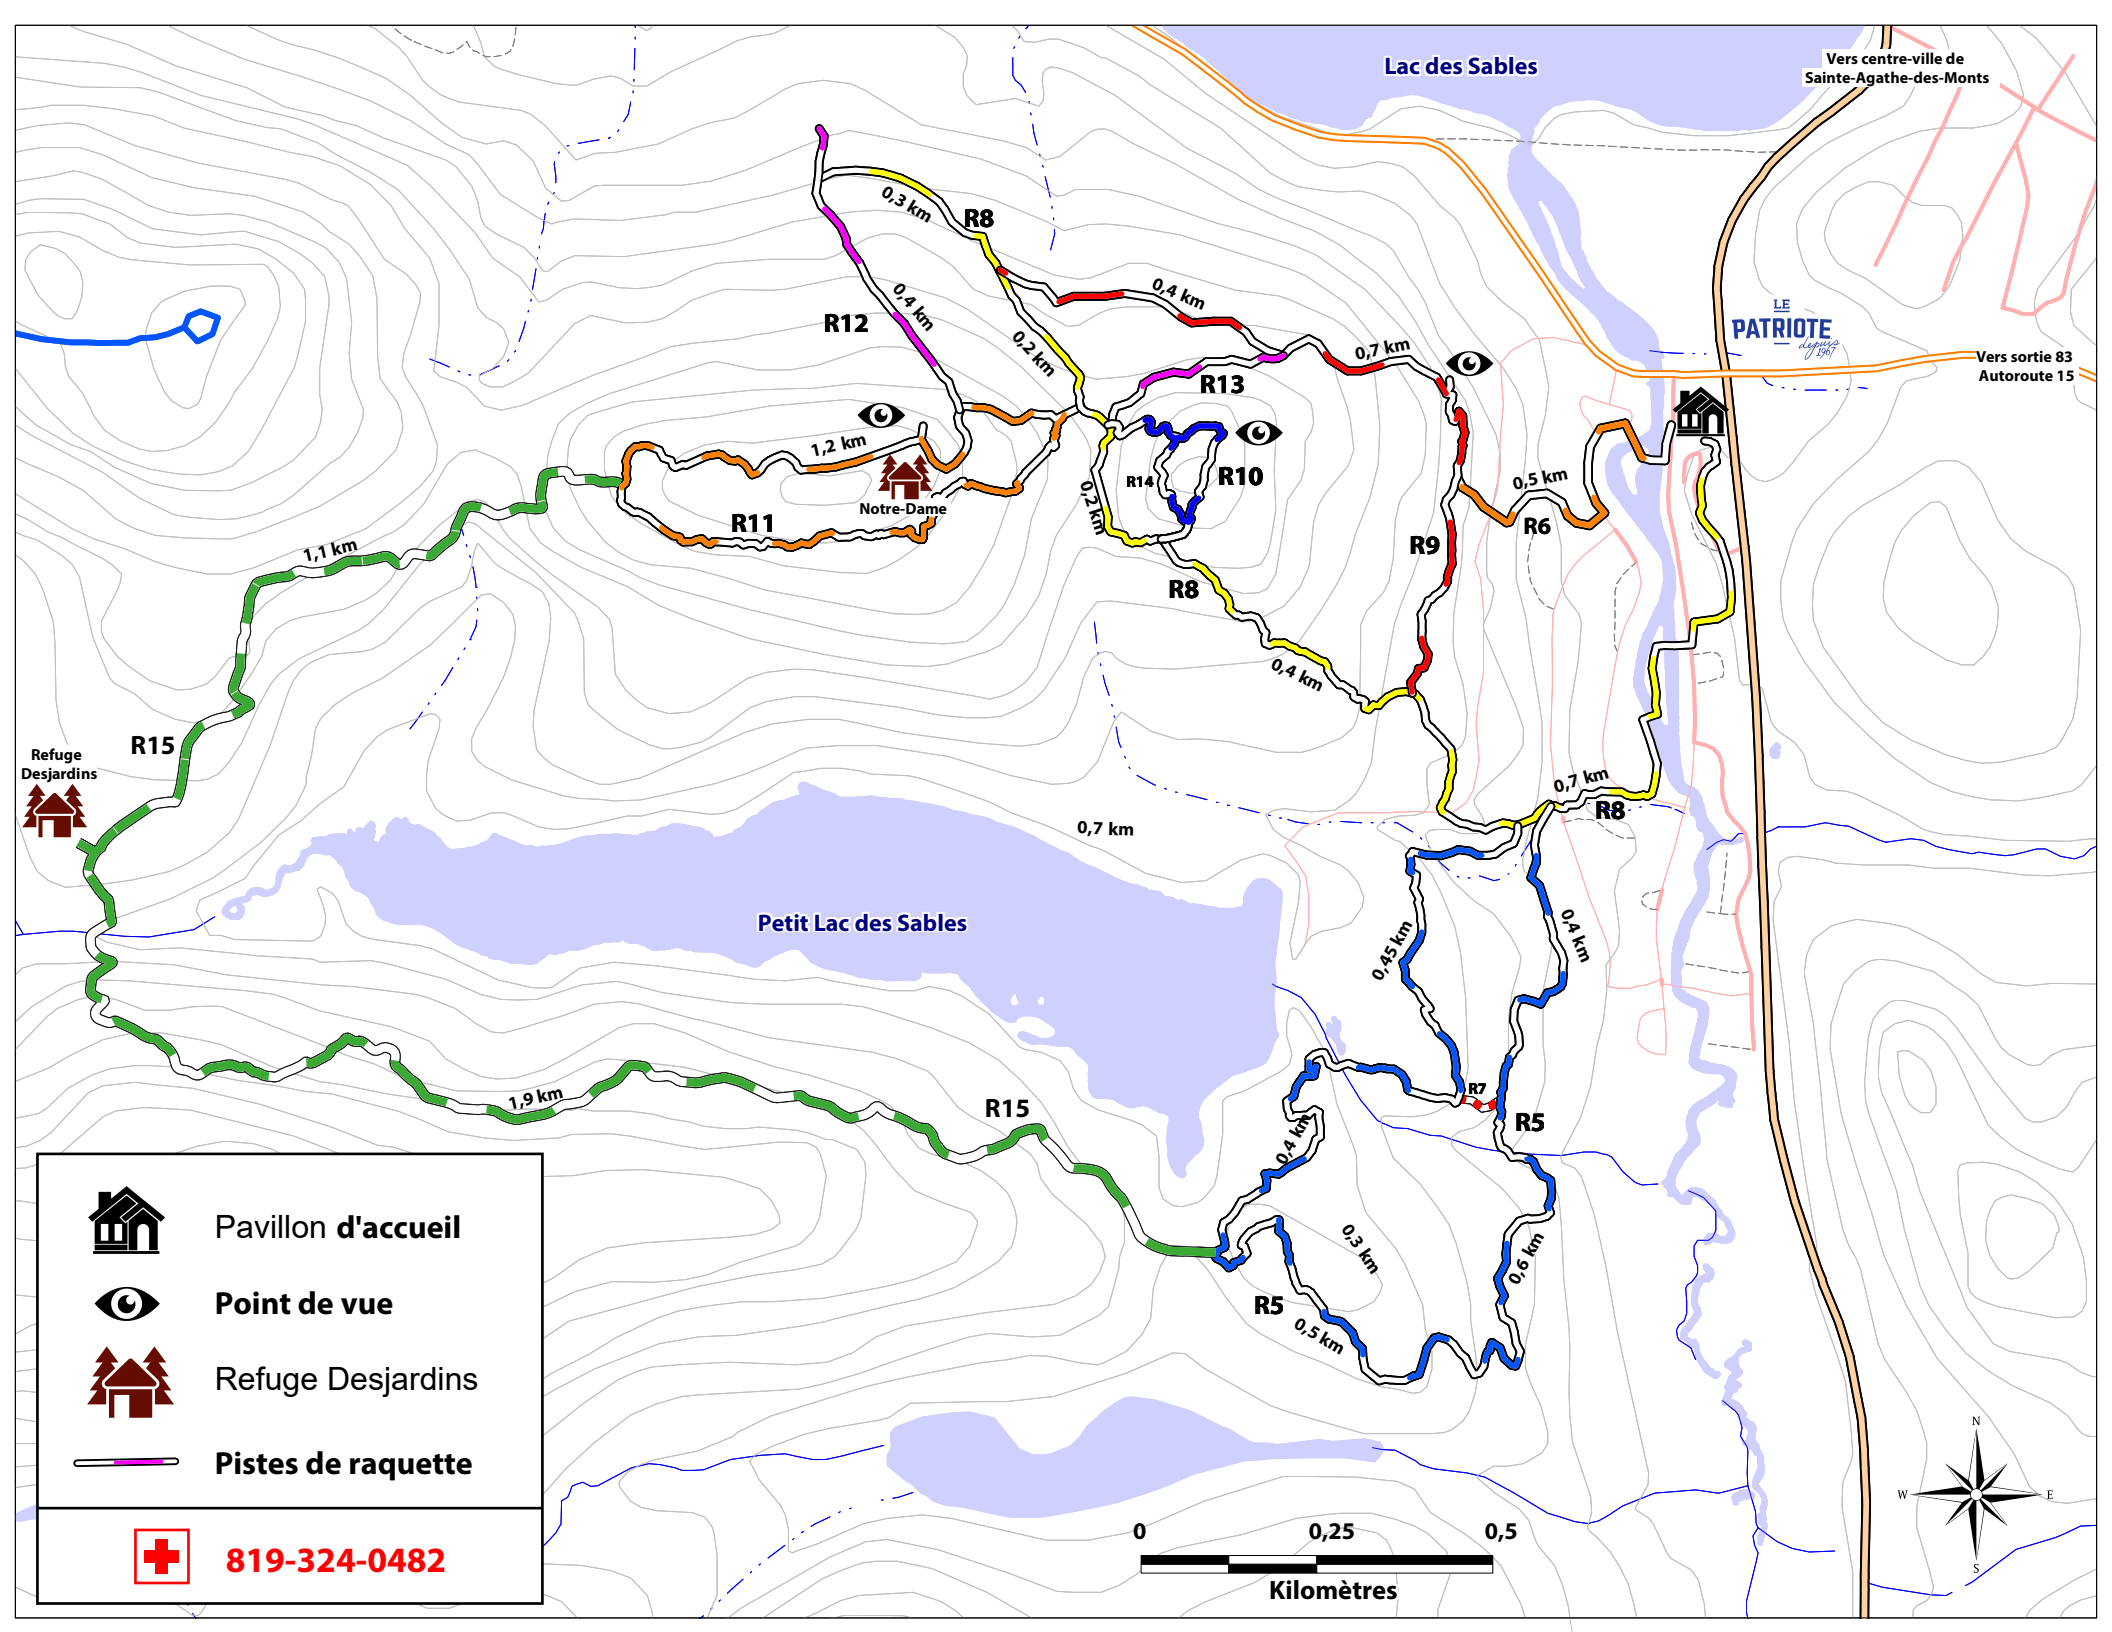 Lac des Sables
Vers centre-ville de
Sainte-Agathe-des-Monts
0,3 km
R8
0,4 km
R12
0,4 km
0,2 km
LE
PATRIOTE
depuis
1967
0,7 km
Vers sortie 83
Autoroute 15
R13
1,2 km
R14
R10
0,5 km
0,2 km
Notre-Dame
R11
R6
R9
1,1 km
R8
0,4 km
R15
Refuge
Desjardins
0,7 km
R8
0,7 km
Petit Lac des Sables
0,45 km
0,4 km
R7
1,9 km
R15
R5
0,4 km
0,3 km
0,6 km
R5
0,5 km
Pavillon d'accueil
Point de vue
Refuge Desjardins
Pistes de raquette
819-324-0482
0 0,25 0,5
Kilomètres
N
W E
S